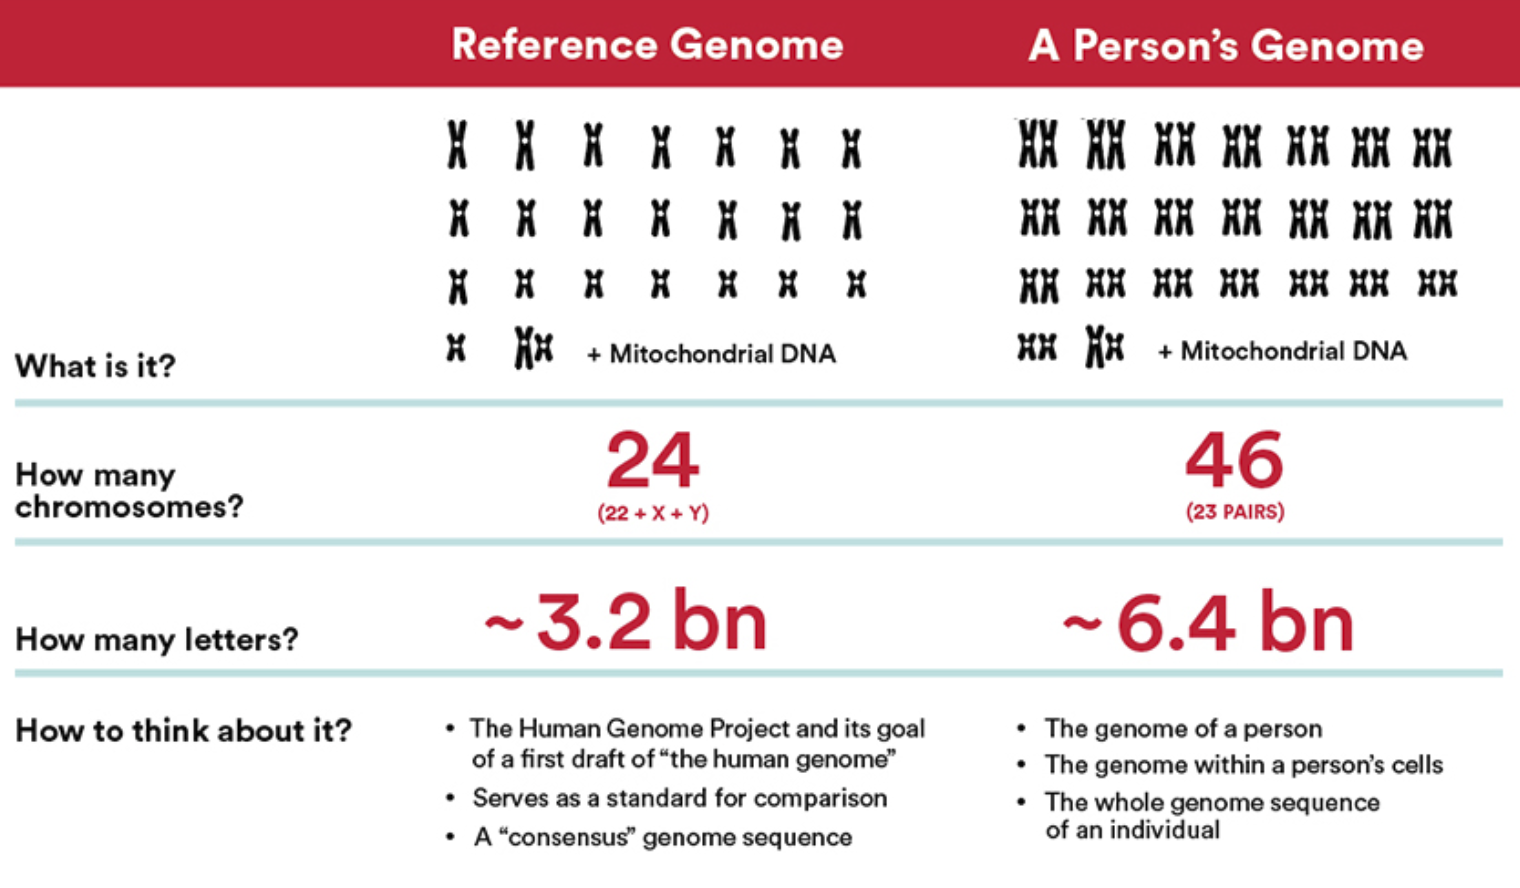 Reference Genome
A Person's Genome
What is it?
+ Mitochondrial DNA
+ Mitochondrial DNA
How many
chromosomes?
24
(22 + X + Y)
46
(23 PAIRS)
How many letters?
~3.2 bn
~6.4 bn
How to think about it?
• The Human Genome Project and its goal
of a first draft of “the human genome”
• Serves as a standard for comparison
• A “consensus” genome sequence
• The genome of a person
• The genome within a person's cells
• The whole genome sequence
of an individual